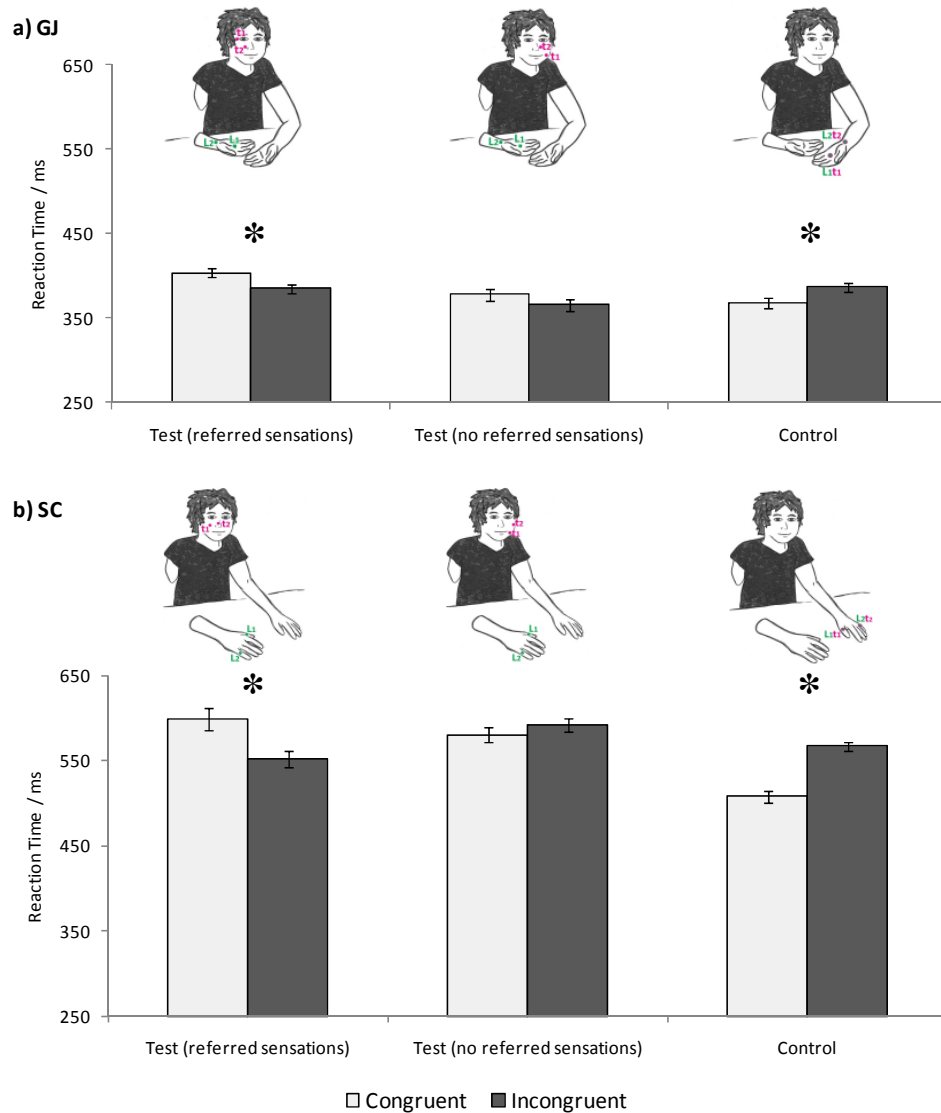 a) GJ
t1
t2
L2 L1
t2
t1
L2 L1
L2t2
L1t1
650
550
450
350
250
Reaction Time / ms
* *
Test (referred sensations) Test (no referred sensations) Control
b) SC
t1 t2
L1
L2
t2
t1
L1
L2
L2t2
L1t1
650
550
450
350
250
Reaction Time / ms
* *
Test (referred sensations) Test (no referred sensations) Control
Congruent Incongruent